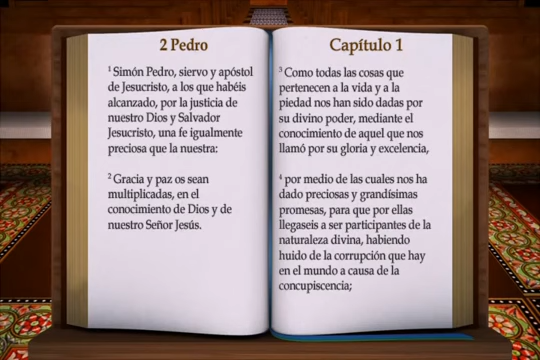 2 Pedro
¹ Simón Pedro, siervo y apóstol
de Jesucristo, a los que habéis
alcanzado, por la justicia de
nuestro Dios y Salvador
Jesucristo, una fe igualmente
preciosa que la nuestra:
² Gracia y paz os sean
multiplicadas, en el
conocimiento de Dios y de
nuestro Señor Jesús.
Capítulo 1
³ Como todas las cosas que
pertenecen a la vida y a la
piedad nos han sido dadas por
su divino poder, mediante el
conocimiento de aquel que nos
llamó por su gloria y excelencia,
⁴ por medio de las cuales nos ha
dado preciosas y grandísimas
promesas, para que por ellas
llegaseis a ser participantes de la
naturaleza divina, habiendo
huido de la corrupción que hay
en el mundo a causa de la
concupiscencia;